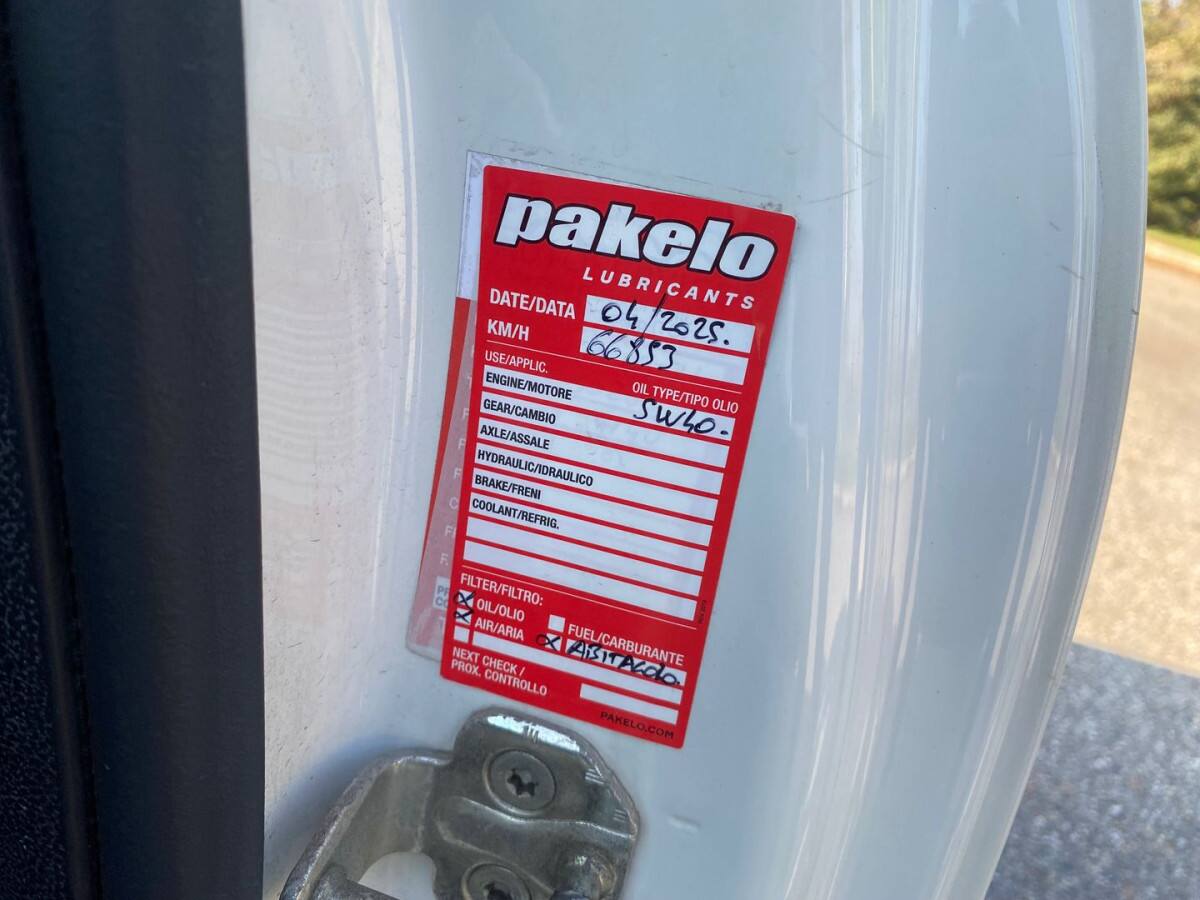 pakelo
LUBRICANTS
DATE/DATA 04/2025.
KM/H 66853
USE/APPLIC. OIL TYPE/TIPO OLIO
ENGINE/MOTORE 5W40.
GEAR/CAMBIO
AXLE/ASSALE
HYDRAULIC/IDRAULICO
BRAKE/FRENI
COOLANT/REFRIG.
FILTER/FILTRO:
OIL/OLIO FUEL/CARBURANTE
AIR/ARIA ABITACOLO.
NEXT CHECK /
PROX. CONTROLLO
PAKELO.COM